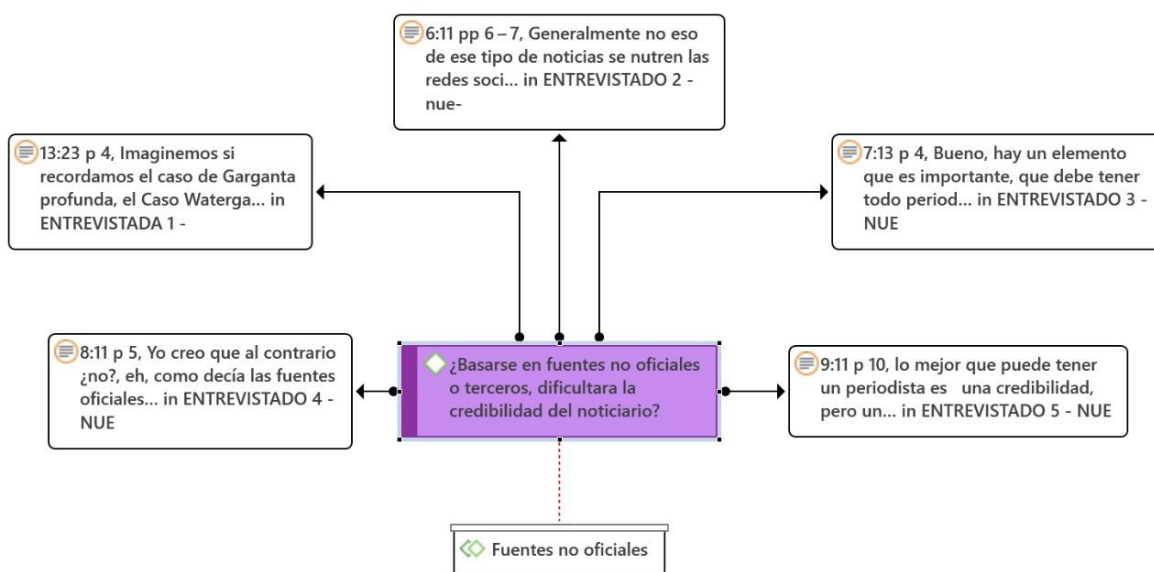 6:11 pp 6 – 7, Generalmente no eso
de ese tipo de noticias se nutren las
redes soci... in ENTREVISTADO 2 -
nue-
13:23 p 4, Imaginemos si
recordamos el caso de Garganta
profunda, el Caso Waterga... in
ENTREVISTADA 1 -
7:13 p 4, Bueno, hay un elemento
que es importante, que debe tener
todo period... in ENTREVISTADO 3 -
NUE
8:11 p 5, Yo creo que al contrario
¿no?, eh, como decía las fuentes
oficiales... in ENTREVISTADO 4 -
NUE
¿Basarse en fuentes no oficiales
o terceros, dificultara la
credibilidad del noticiario?
9:11 p 10, lo mejor que puede tener
un periodista es una credibilidad,
pero un... in ENTREVISTADO 5 - NUE
Fuentes no oficiales